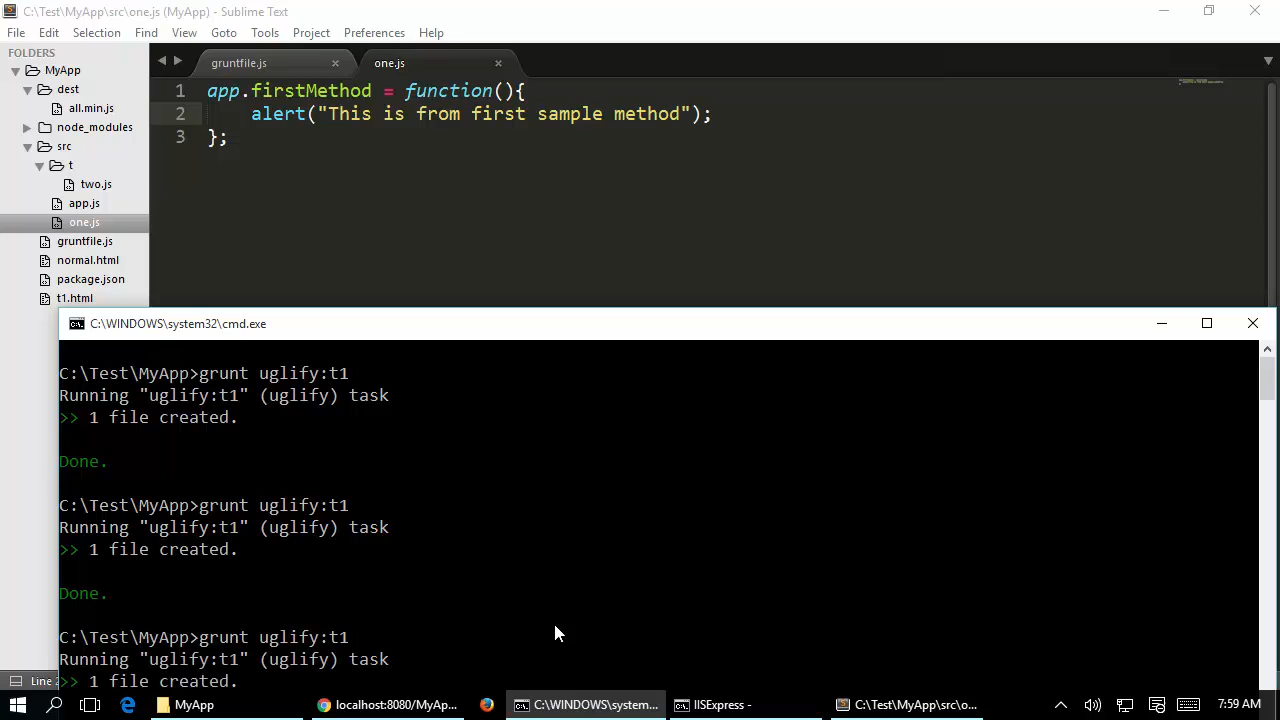 C:\Test\MyApp\src\one.js (MyApp) - Sublime Text
File Edit Selection Find View Goto Tools Project Preferences Help
FOLDERS
MyApp
dest
all.min.js
node_modules
src
t
two.js
app.js
one.js
gruntfile.js
normal.html
package.json
t1.html
gruntfile.js
one.js
1 app.firstMethod = function(){
2 alert("This is from first sample method");
3 };
C:\WINDOWS\system32\cmd.exe
C:\Test\MyApp>grunt uglify:t1
Running "uglify:t1" (uglify) task
>> 1 file created.
Done.
C:\Test\MyApp>grunt uglify:t1
Running "uglify:t1" (uglify) task
>> 1 file created.
Done.
C:\Test\MyApp>grunt uglify:t1
Running "uglify:t1" (uglify) task
>> 1 file created.
Line
MyApp
localhost:8080/MyAp...
C:\WINDOWS\system...
IISExpress -
C:\Test\MyApp\src\o...
7:59 AM